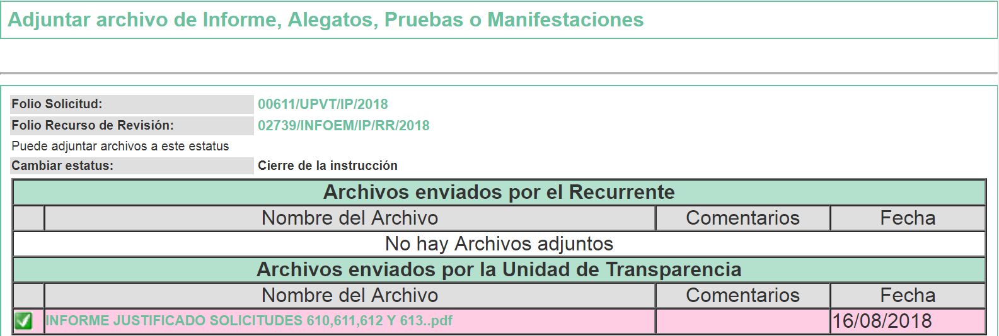 Adjuntar archivo de Informe, Alegatos, Pruebas o Manifestaciones
Folio Solicitud: 00611/UPVT/IP/2018
Folio Recurso de Revisión: 02739/INFOEM/IP/RR/2018
Puede adjuntar archivos a este estatus
Cambiar estatus: Cierre de la instrucción
Archivos enviados por el Recurrente
Nombre del Archivo Comentarios Fecha
No hay Archivos adjuntos
Archivos enviados por la Unidad de Transparencia
Nombre del Archivo Comentarios Fecha
INFORME JUSTIFICADO SOLICITUDES 610,611,612 Y 613..pdf 16/08/2018